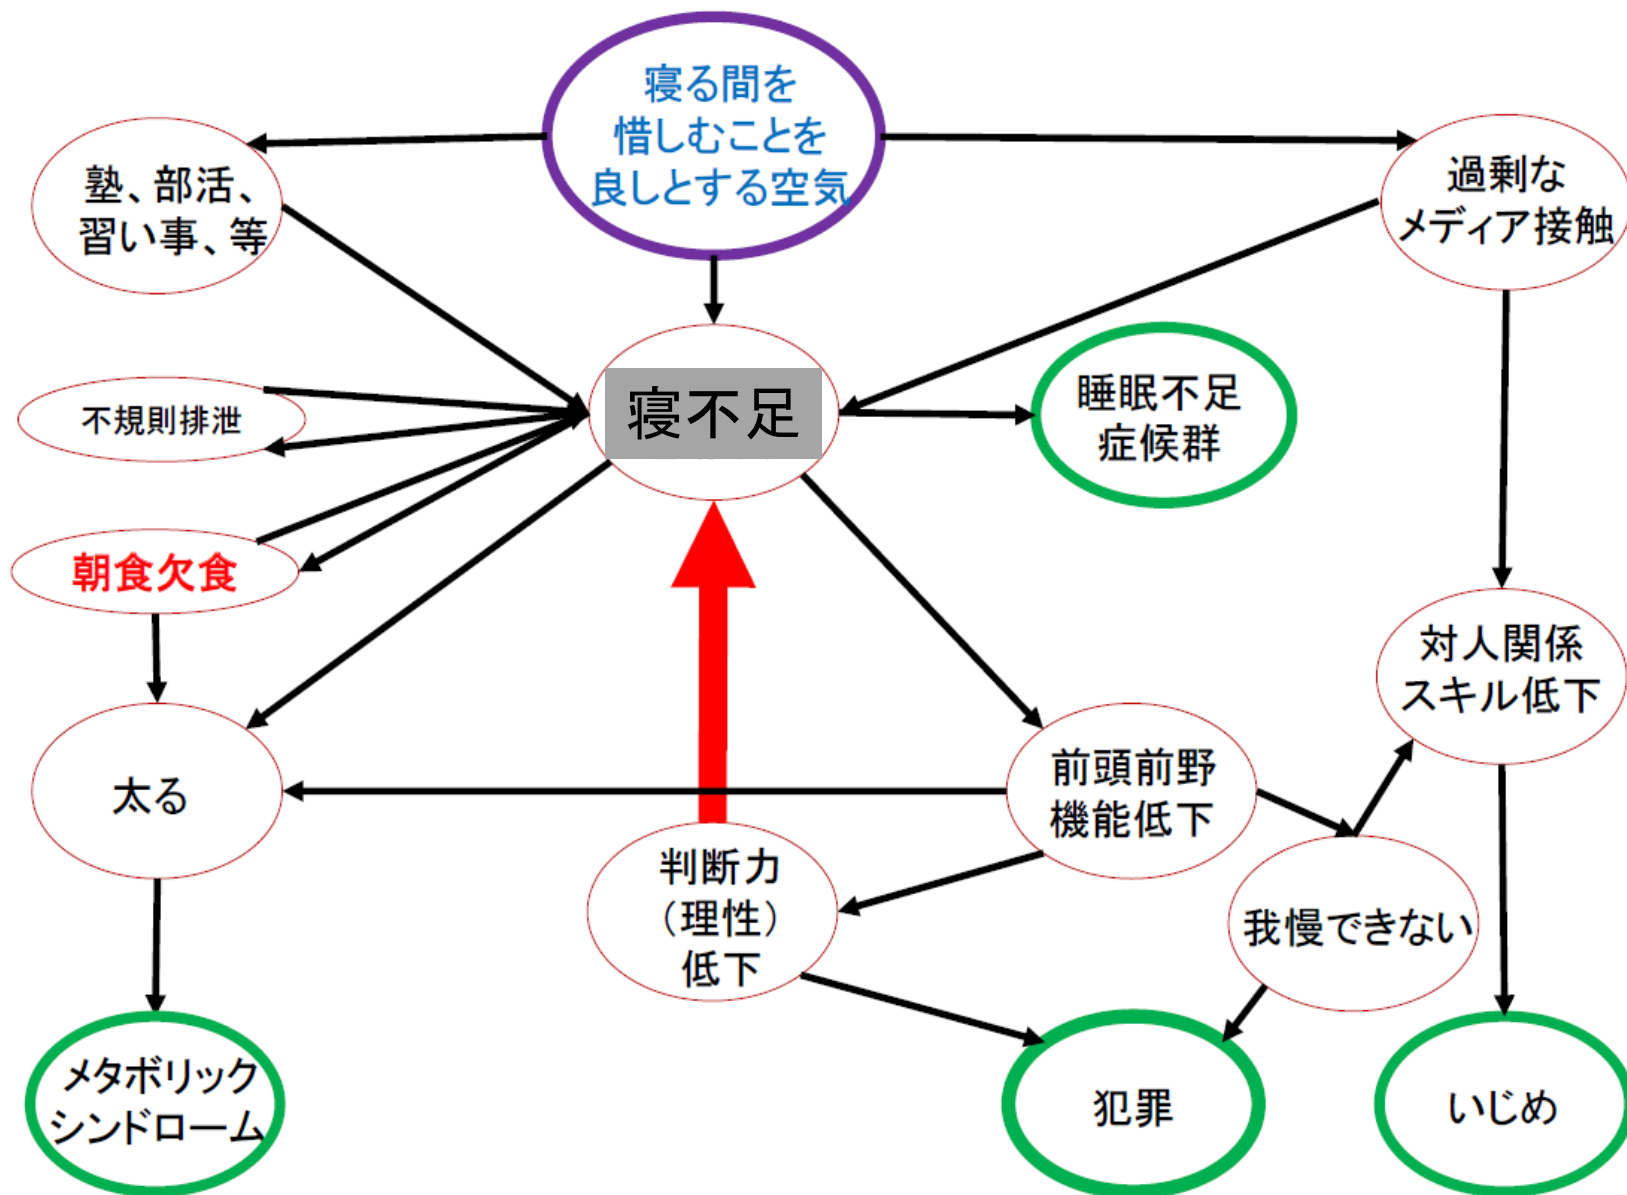 寝る間を
惜しむことを
良しとする空気
塾、部活、
習い事、等
過剰な
メディア接触
不規則排泄
寝不足
睡眠不足
症候群
朝食欠食
対人関係
スキル低下
太る
前頭前野
機能低下
判断力
（理性）
低下
我慢できない
メタボリック
シンドローム
犯罪
いじめ